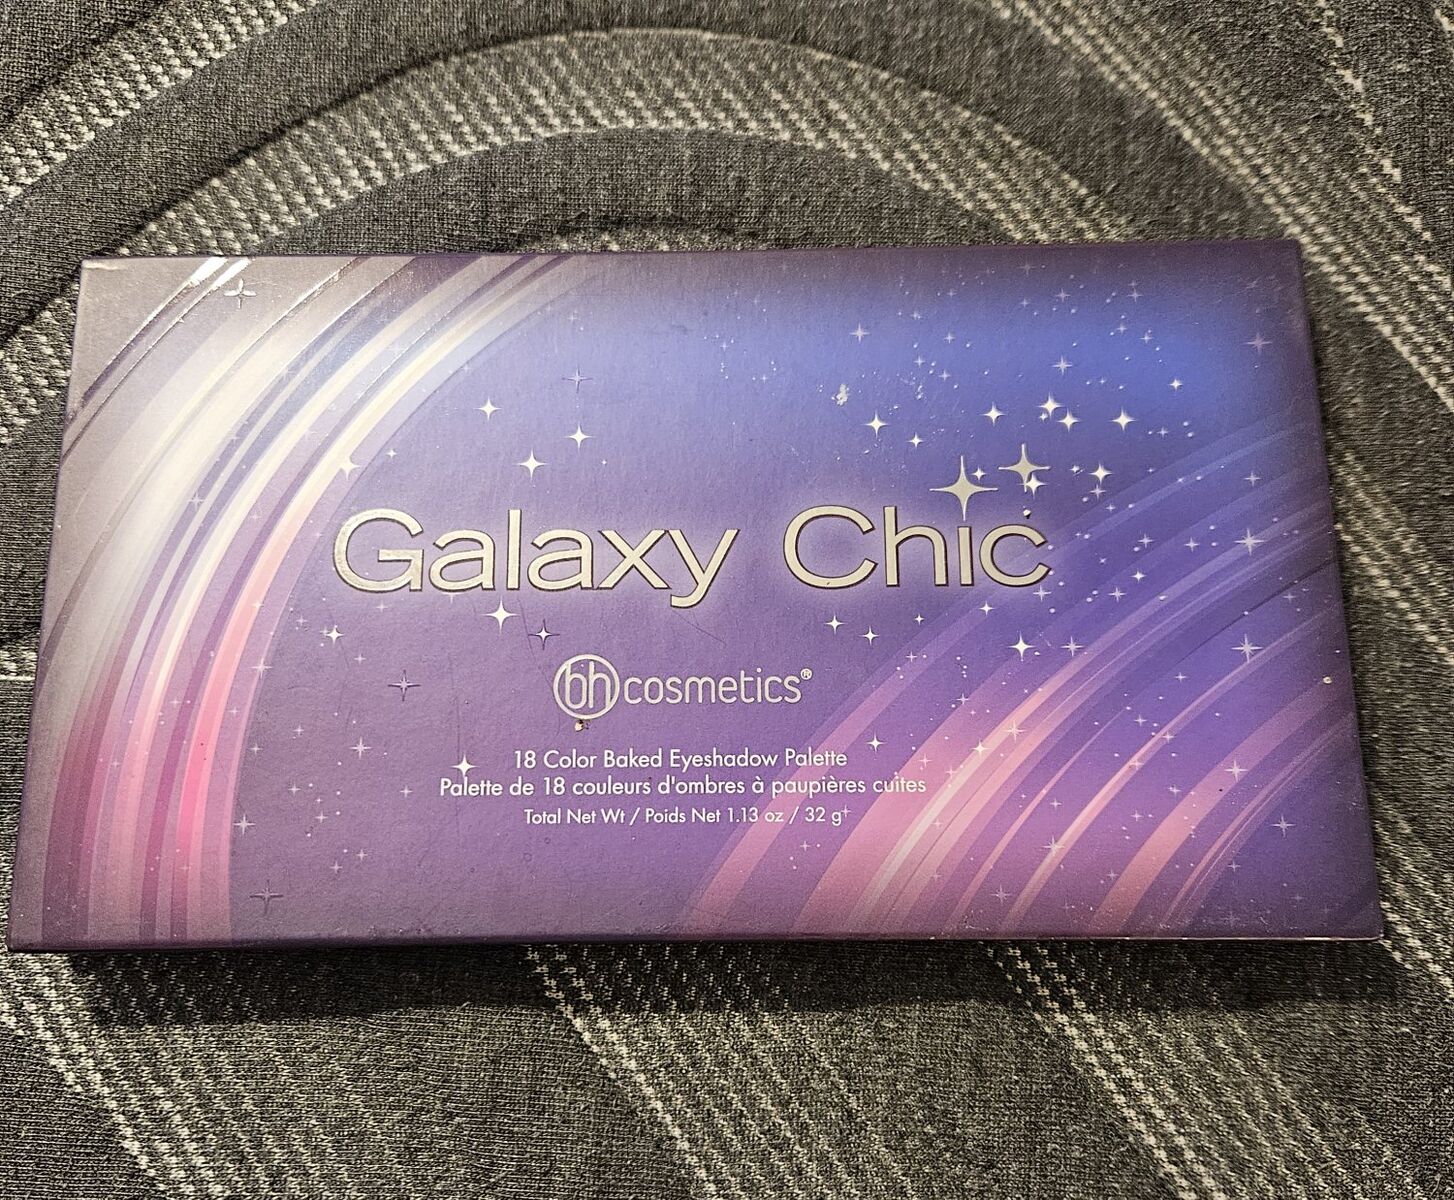 Galaxy Chic
bhcosmetics®
18 Color Baked Eyeshadow Palette
Palette de 18 couleurs d'ombres à paupières cuites
Total Net Wt / Poids Net 1.13 oz / 32 g